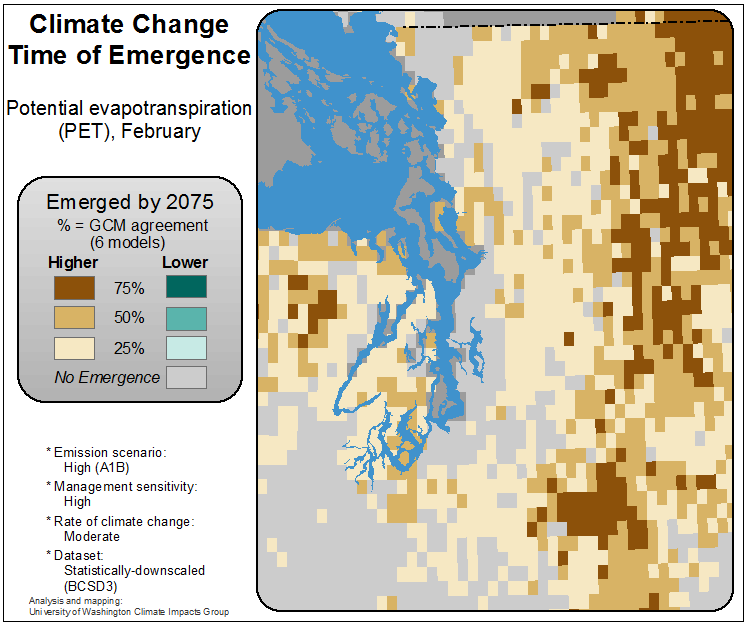 Climate Change
Time of Emergence
Potential evapotranspiration
(PET), February
Emerged by 2075
% = GCM agreement
(6 models)
Higher Lower
75%
50%
25%
No Emergence
* Emission scenario:
High (A1B)
* Management sensitivity:
High
* Rate of climate change:
Moderate
* Dataset:
Statistically-downscaled
(BCSD3)
Analysis and mapping:
University of Washington Climate Impacts Group